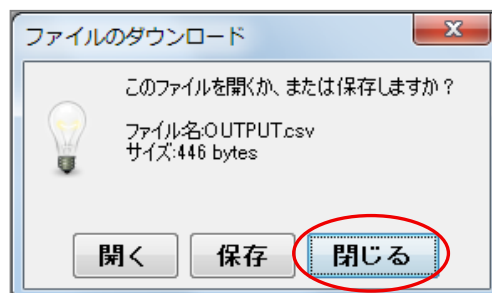 ファイルのダウンロード
このファイルを開くか、または保存しますか？
ファイル名:OUTPUT.csv
サイズ:446 bytes
開く
保存
閉じる